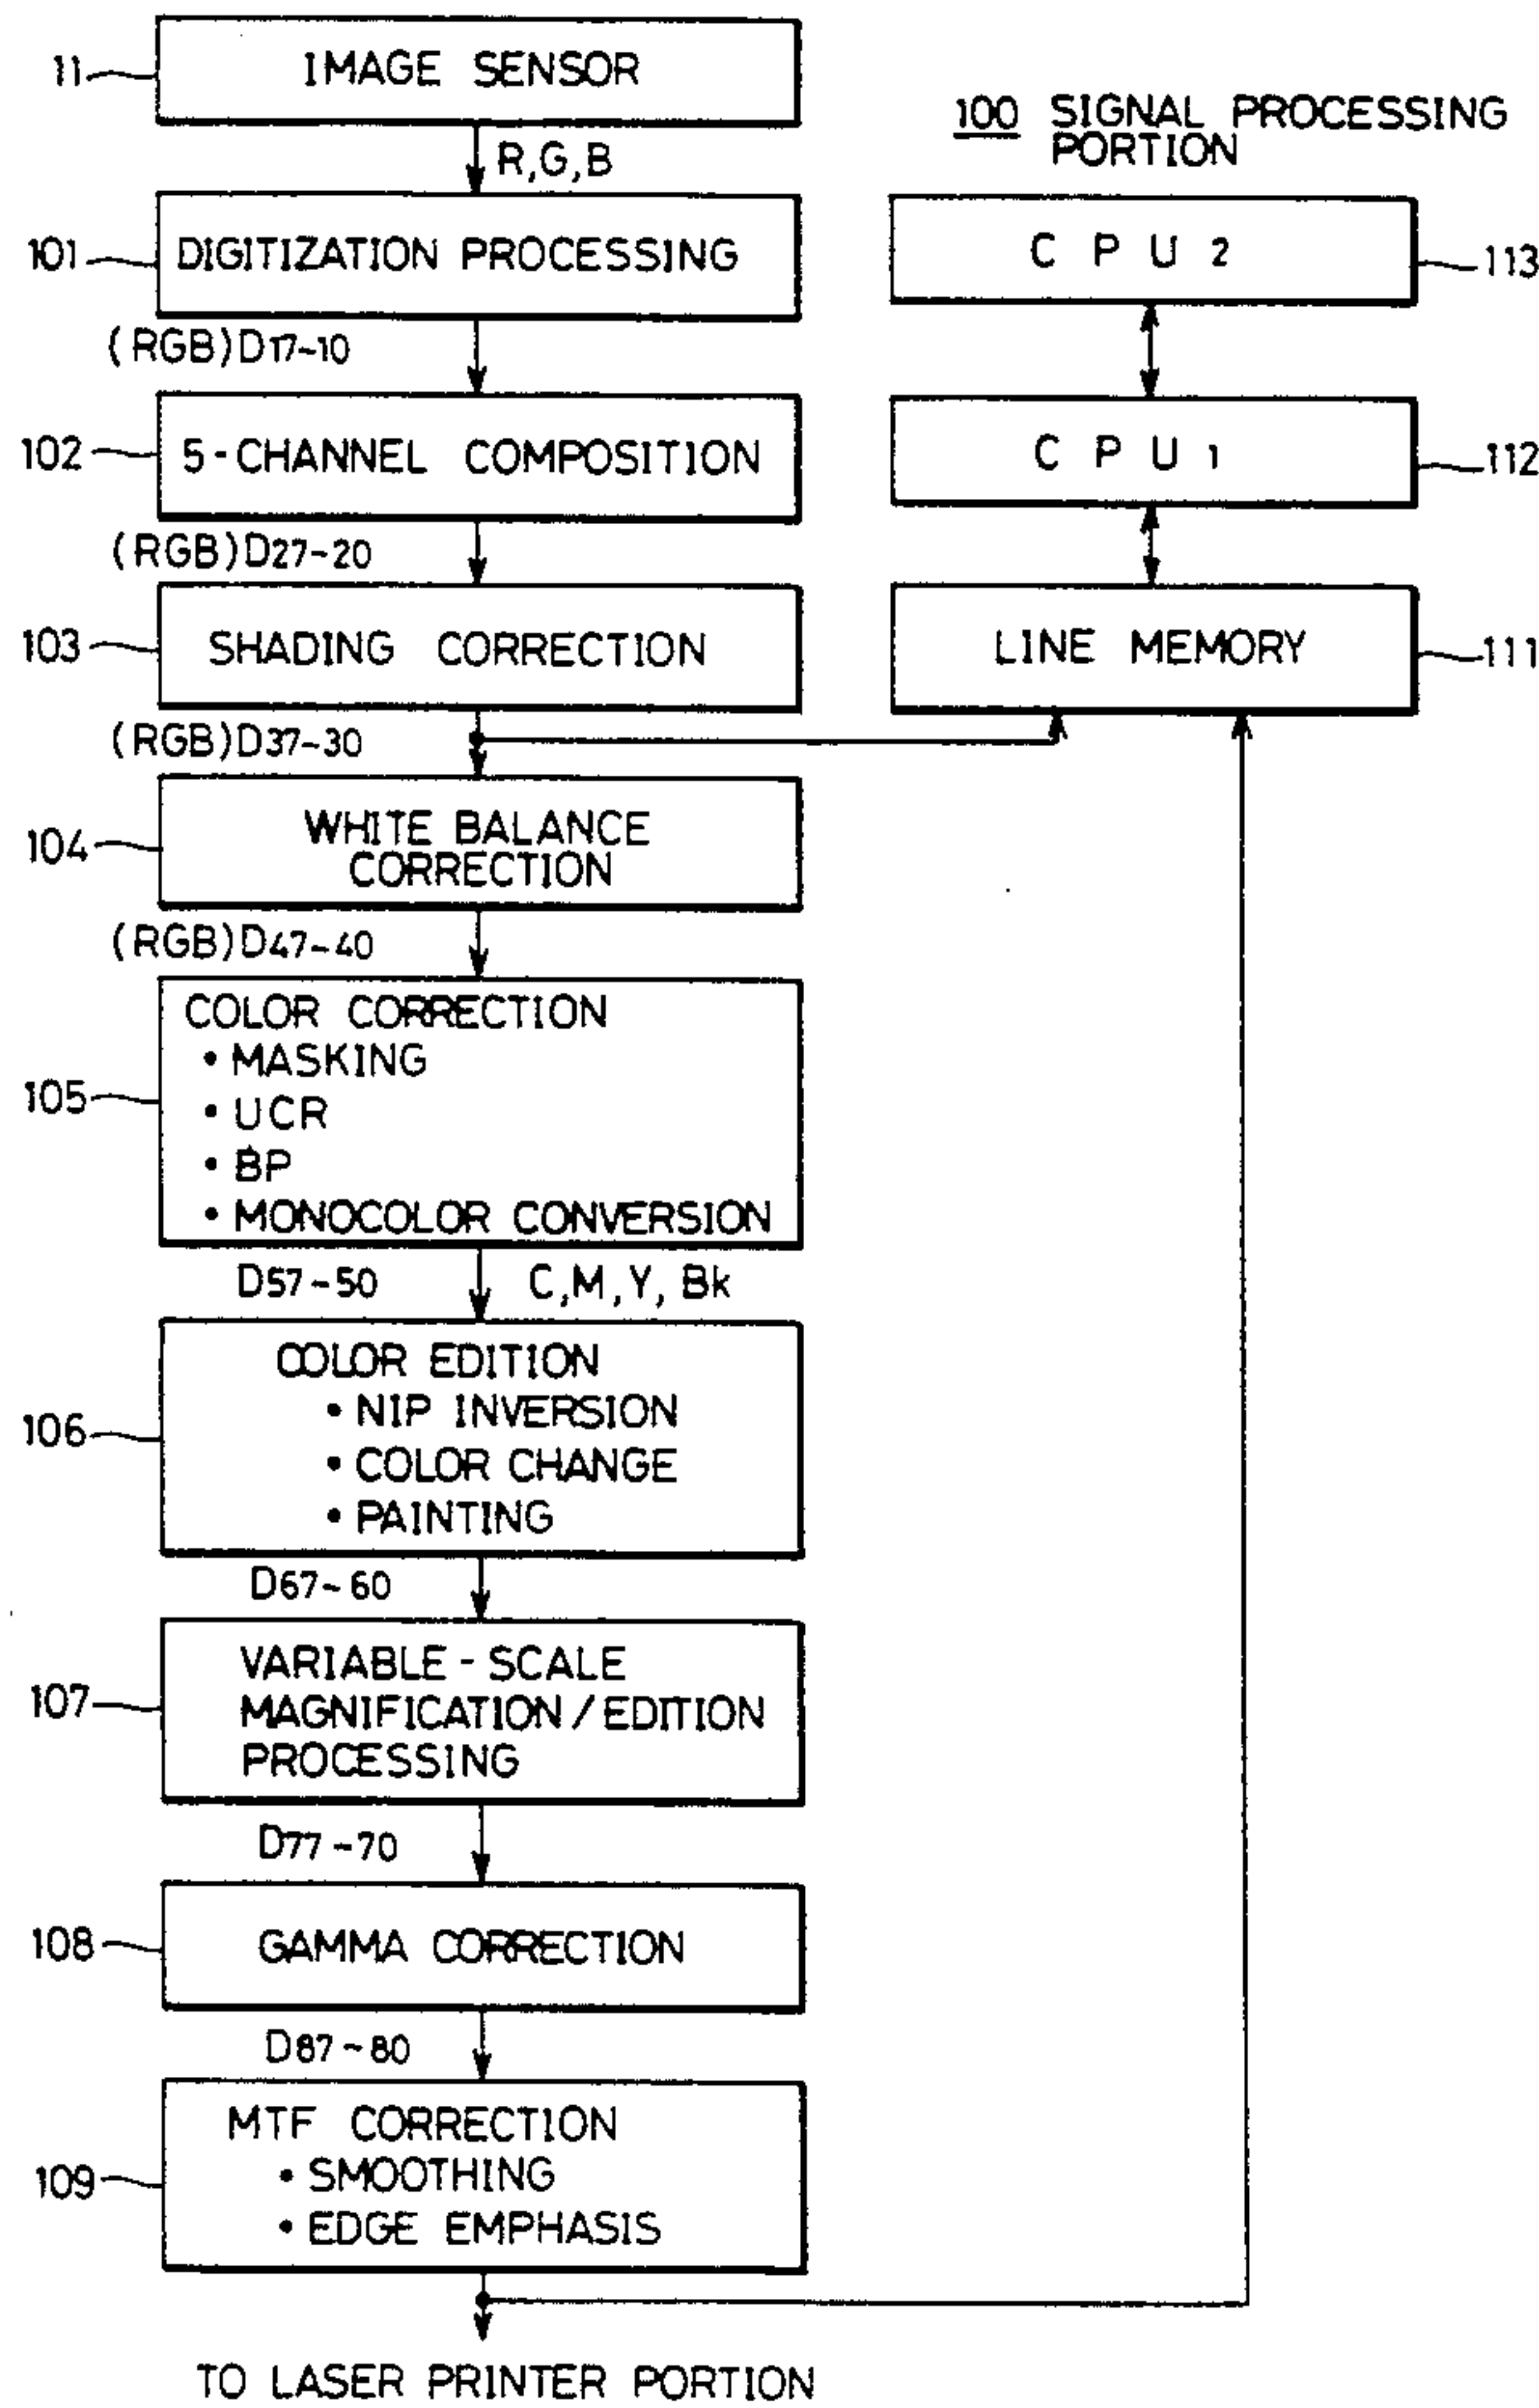 11
IMAGE SENSOR
100 SIGNAL PROCESSING
PORTION
R,G,B
101
DIGITIZATION PROCESSING
CPU2
113
(RGB)D17-10
102
5-CHANNEL COMPOSITION
CPU1
112
(RGB)D27-20
103
SHADING CORRECTION
LINE MEMORY
111
(RGB)D37-30
104
WHITE BALANCE
CORRECTION
(RGB)D47-40
105
COLOR CORRECTION
• MASKING
• UCR
• BP
• MONOCOLOR CONVERSION
D57-50
C,M,Y,Bk
106
COLOR EDITION
• NIP INVERSION
• COLOR CHANGE
• PAINTING
D67-60
107
VARIABLE-SCALE
MAGNIFICATION/EDITION
PROCESSING
D77-70
108
GAMMA CORRECTION
D87-80
109
MTF CORRECTION
• SMOOTHING
• EDGE EMPHASIS
TO LASER PRINTER PORTION